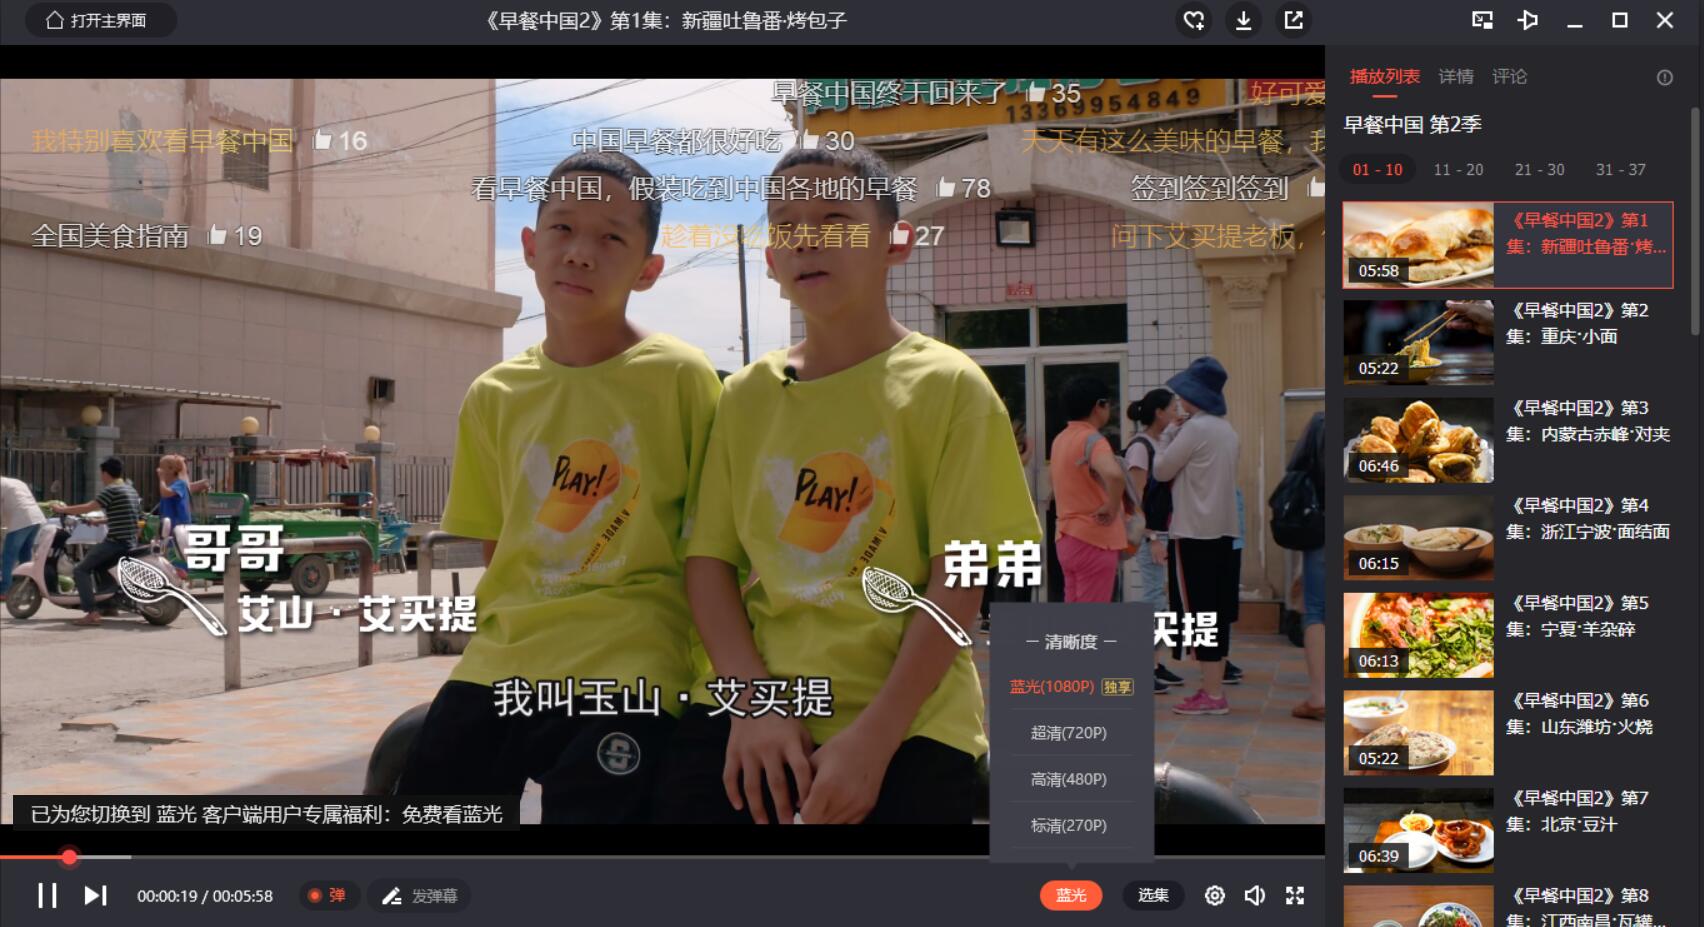 打开主界面
《早餐中国2》第1集：新疆吐鲁番·烤包子
早餐中国终于回来了 35
13369954849
好可爱
我特别喜欢看早餐中国 16
中国早餐都很好吃 30
天天有这么美味的早餐，我
看早餐中国，假装吃到中国各地的早餐 78
签到签到签到
全国美食指南 19
趁着没吃饭先看看 27
问下艾买提老板，
PLAY!
PLAY!
哥哥
艾山·艾买提
弟弟
买提
我叫玉山·艾买提
已为您切换到 蓝光 客户端用户专属福利：免费看蓝光
清晰度
蓝光(1080P) 独享
超清(720P)
高清(480P)
标清(270P)
00:00:19 / 00:05:58
弹
发弹幕
蓝光
选集
播放列表 详情 评论
早餐中国 第2季
01 - 10 11 - 20 21 - 30 31 - 37
《早餐中国2》第1
集：新疆吐鲁番·烤...
05:58
《早餐中国2》第2
集：重庆·小面
05:22
《早餐中国2》第3
集：内蒙古赤峰·对夹
06:46
《早餐中国2》第4
集：浙江宁波·面结面
06:15
《早餐中国2》第5
集：宁夏·羊杂碎
06:13
《早餐中国2》第6
集：山东潍坊·火烧
05:22
《早餐中国2》第7
集：北京·豆汁
06:39
《早餐中国2》第8
集：江西南昌·瓦罐...